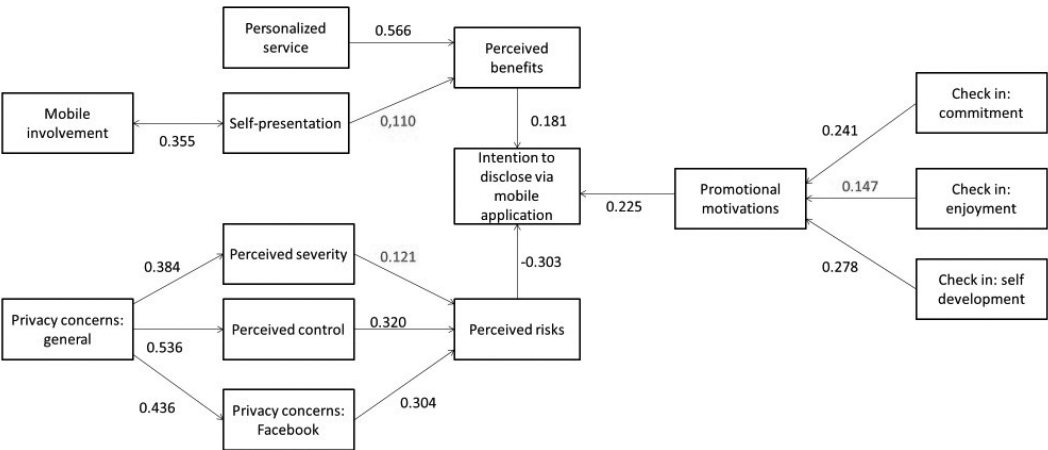 Personalized
service
0.566
Perceived
benefits
Mobile
involvement
0.355
Self-presentation
0,110
0.181
Intention to
disclose via
mobile
application
0.225
Promotional
motivations
0.241
Check in:
commitment
0.147
Check in:
enjoyment
0.278
Check in: self
development
Privacy concerns:
general
0.384
Perceived severity
0.121
-0.303
0.536
Perceived control
0.320
Perceived risks
0.436
Privacy concerns:
Facebook
0.304